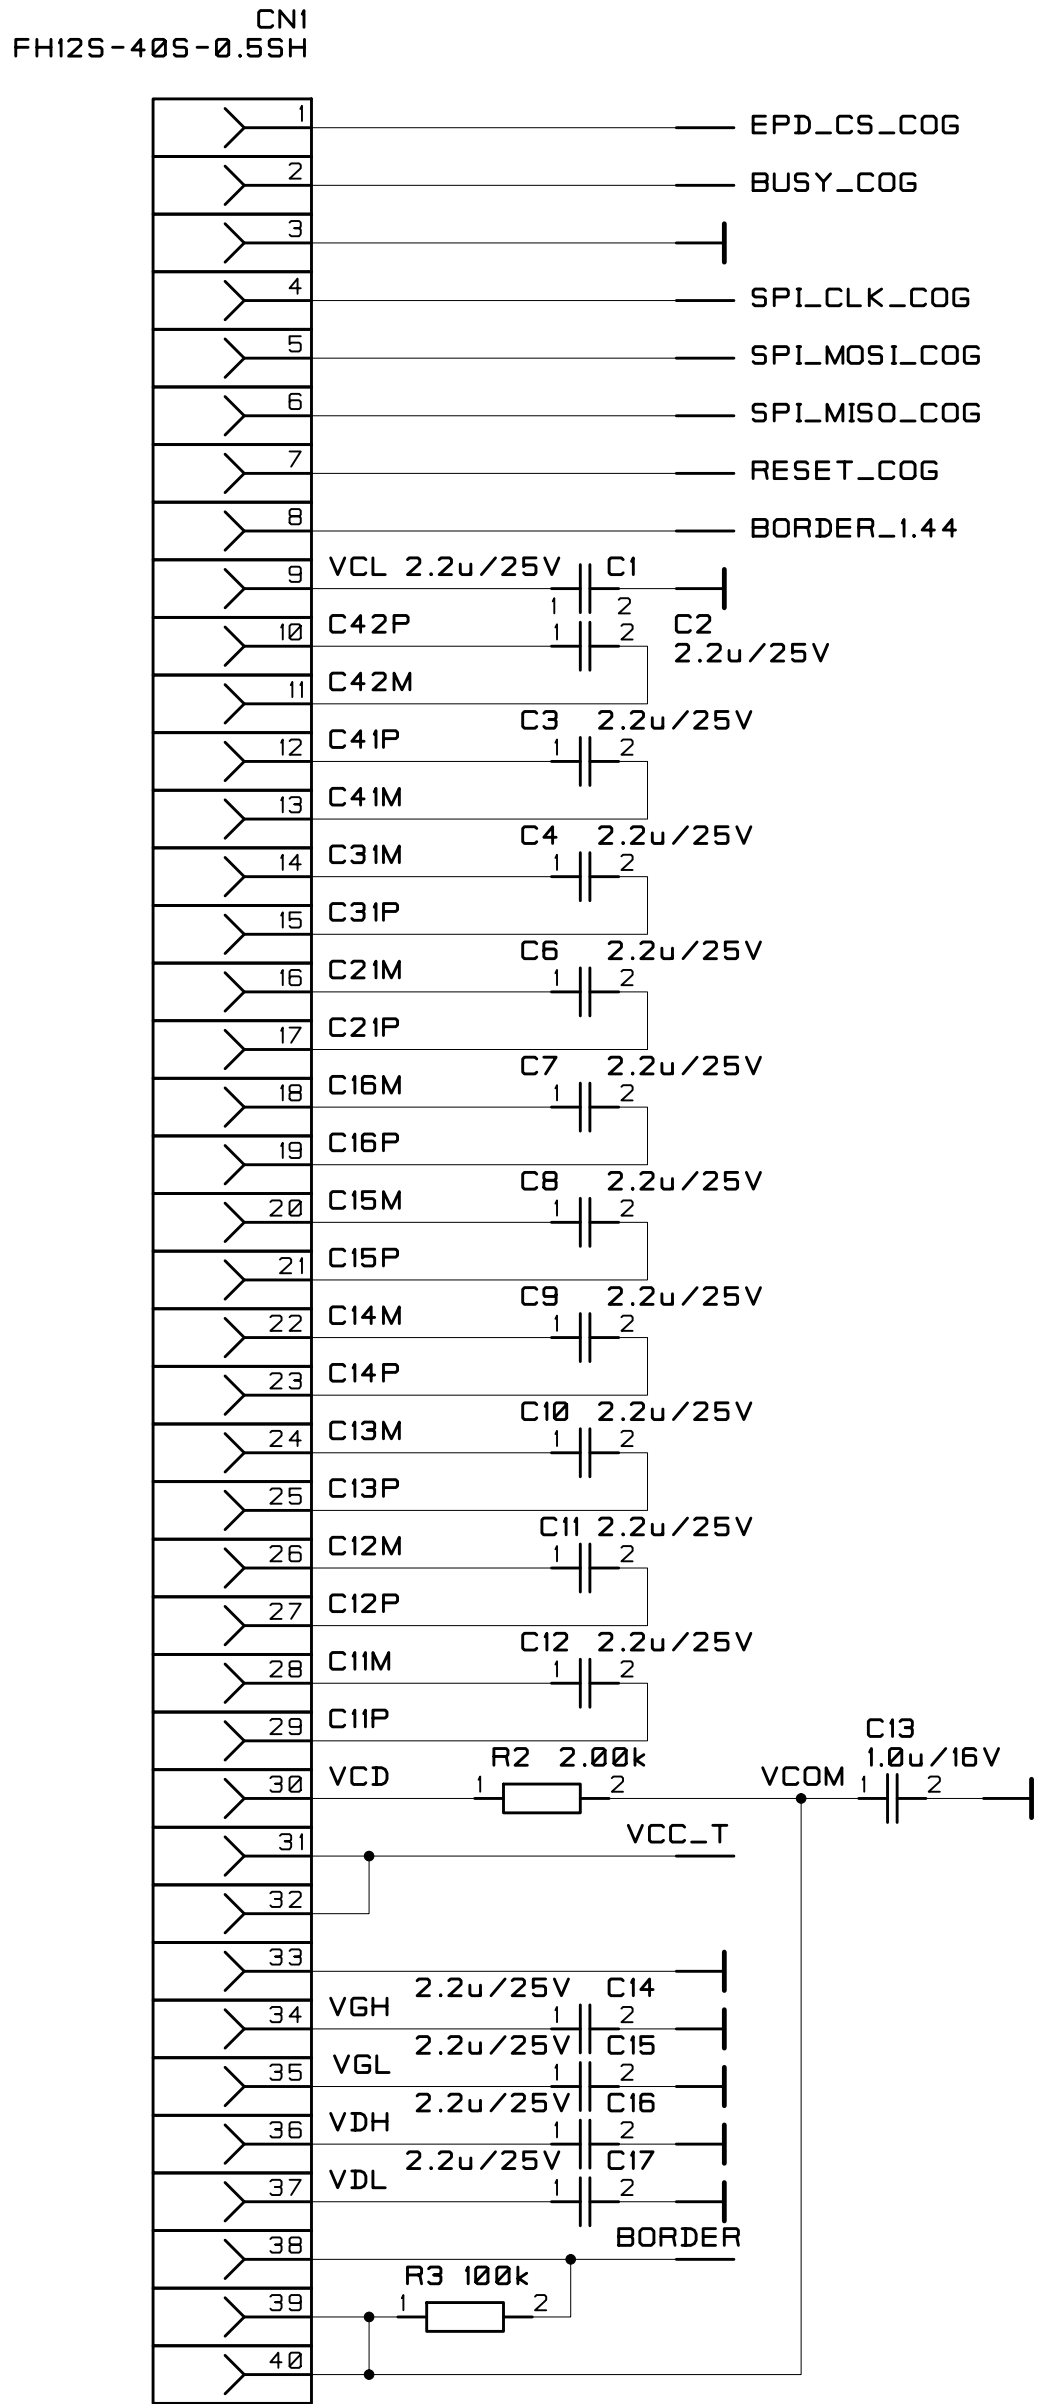 CN1
FH12S-40S-0.5SH
1 EPD_CS_COG
2 BUSY_COG
3
4 SPI_CLK_COG
5 SPI_MOSI_COG
6 SPI_MISO_COG
7 RESET_COG
8 BORDER_1.44
9 VCL 2.2u/25V C1
1 2
10 C42P 1 2 C2
2.2u/25V
11 C42M
C3 2.2u/25V
12 C41P 1 2
13 C41M
C4 2.2u/25V
14 C31M 1 2
15 C31P
C6 2.2u/25V
16 C21M 1 2
17 C21P
C7 2.2u/25V
18 C16M 1 2
19 C16P
C8 2.2u/25V
20 C15M 1 2
21 C15P
C9 2.2u/25V
22 C14M 1 2
23 C14P
C10 2.2u/25V
24 C13M 1 2
25 C13P
C11 2.2u/25V
26 C12M 1 2
27 C12P
C12 2.2u/25V
28 C11M 1 2
29 C11P
C13
R2 2.00k 1.0u/16V
30 VCD 1 2 VCOM 1 2
31 VCC_T
32
33
2.2u/25V C14
34 VGH 1 2
2.2u/25V C15
35 VGL 1 2
2.2u/25V C16
36 VDH 1 2
2.2u/25V C17
37 VDL 1 2
38 BORDER
R3 100k
39 1 2
40